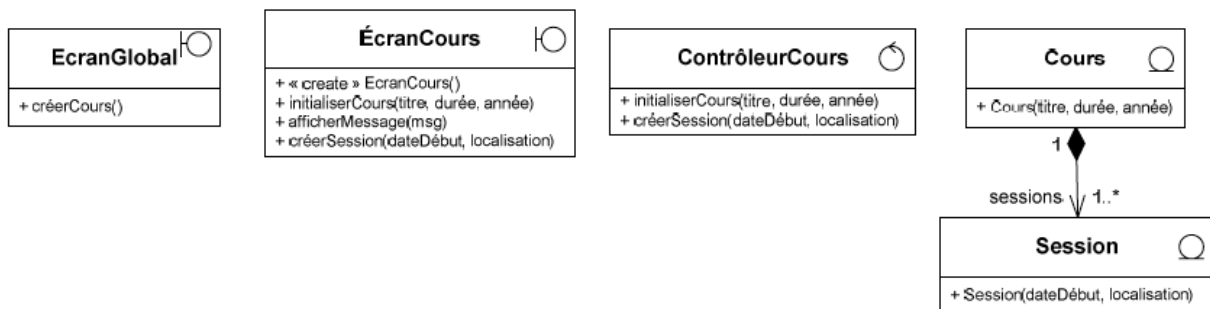 EcranGlobal
+ créerCours()
ÉcranCours
+ « create » EcranCours()
+ initialiserCours(titre, durée, année)
+ afficherMessage(msg)
+ créerSession(dateDébut, localisation)
ContrôleurCours
+ initialiserCours(titre, durée, année)
+ créerSession(dateDébut, localisation)
Cours
+ Cours(titre, durée, année)
1
sessions 1..*
Session
+ Session(dateDébut, localisation)